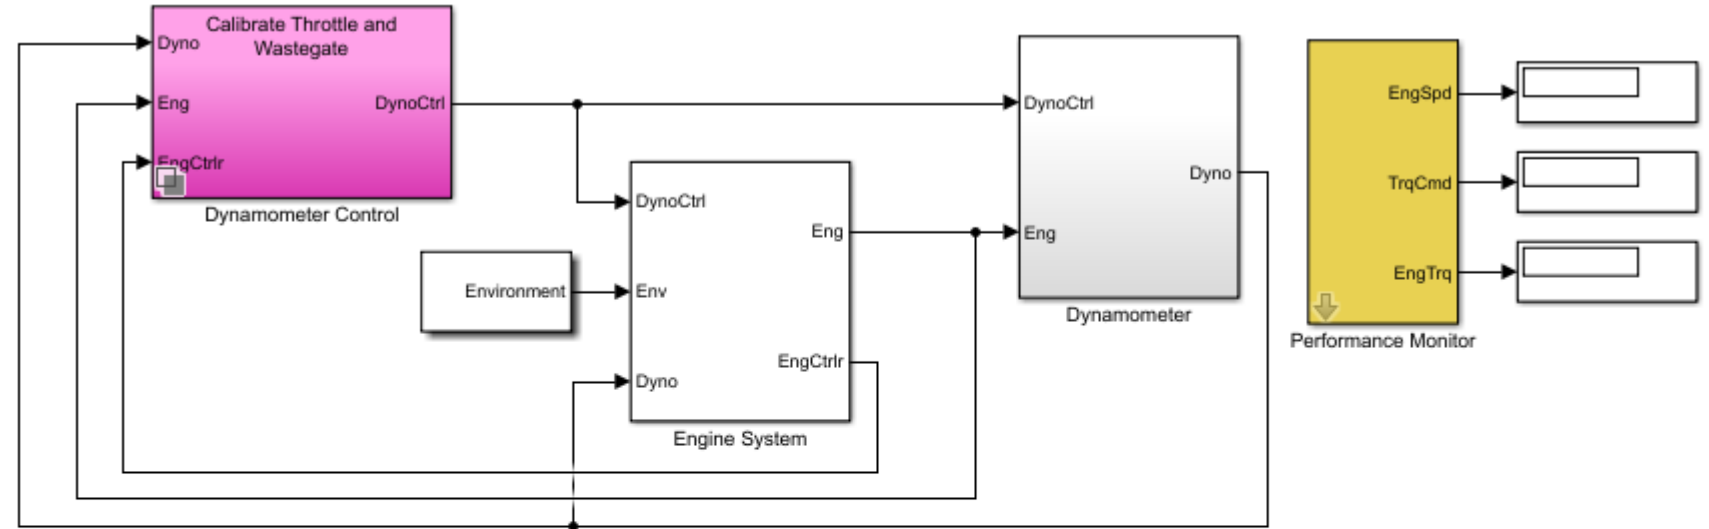 Calibrate Throttle and
Wastegate
Dyno
Eng
DynoCtrl
EngCtrlr
Dynamometer Control
Environment
DynoCtrl
Eng
Env
EngCtrlr
Dyno
Engine System
DynoCtrl
Dyno
Eng
Dynamometer
EngSpd
TrqCmd
EngTrq
Performance Monitor